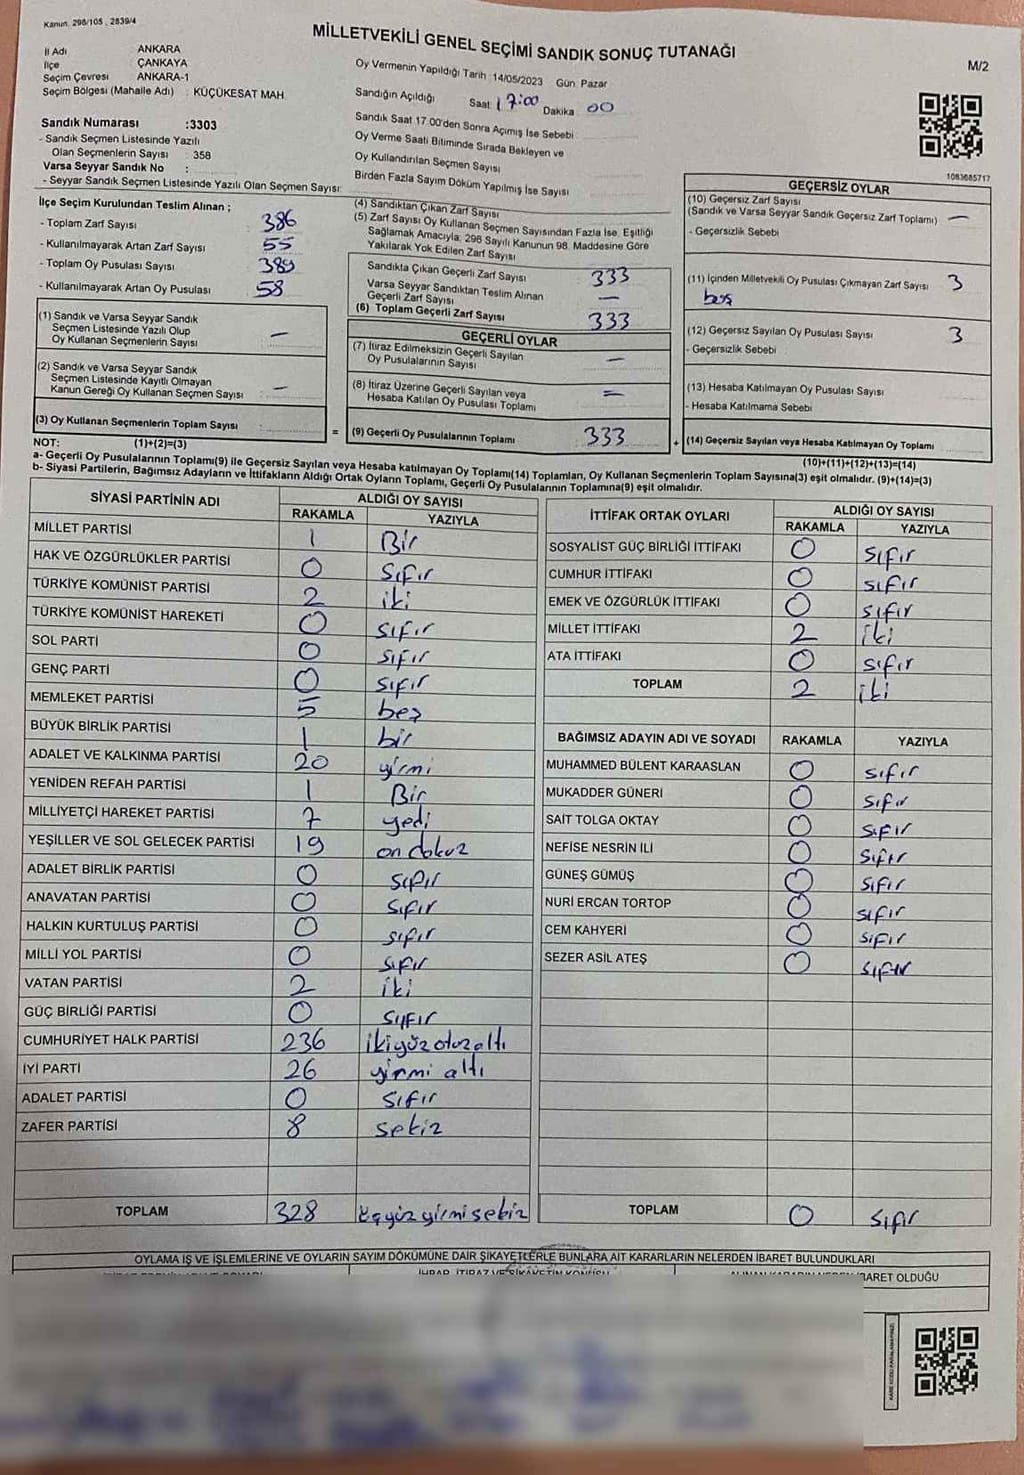 Kanun. 298/105 , 2839/4
MİLLETVEKİLİ GENEL SEÇİMİ SANDIK SONUÇ TUTANAĞI
M/2
İl Adı ANKARA
İlçe ÇANKAYA
Seçim Çevresi ANKARA-1
Seçim Bölgesi (Mahalle Adı) : KÜÇÜKESAT MAH.
Oy Vermenin Yapıldığı Tarih :14/05/2023 Gün: Pazar
Sandığın Açıldığı Saat 17:00 Dakika 00
Sandık Saat 17.00'den Sonra Açımış İse Sebebi
Oy Verme Saati Bitiminde Sırada Bekleyen ve
Oy Kullandırılan Seçmen Sayısı
Birden Fazla Sayım Döküm Yapılmış İse Sayısı
Sandık Numarası :3303
- Sandık Seçmen Listesinde Yazılı
Olan Seçmenlerin Sayısı : 358
Varsa Seyyar Sandık No :
- Seyyar Sandık Seçmen Listesinde Yazılı Olan Seçmen Sayısı:
1083685717
İlçe Seçim Kurulundan Teslim Alınan ;
- Toplam Zarf Sayısı 386
- Kullanılmayarak Artan Zarf Sayısı 55
- Toplam Oy Pusulası Sayısı 389
- Kullanılmayarak Artan Oy Pusulası 58
(1) Sandık ve Varsa Seyyar Sandık
Seçmen Listesinde Yazılı Olup
Oy Kullanan Seçmenlerin Sayısı —
(2) Sandık ve Varsa Seyyar Sandık
Seçmen Listesinde Kayıtlı Olmayan
Kanun Gereği Oy Kullanan Seçmen Sayısı —
(3) Oy Kullanan Seçmenlerin Toplam Sayısı
=
(4) Sandıktan Çıkan Zarf Sayısı
(5) Zarf Sayısı Oy Kullanan Seçmen Sayısından Fazla İse, Eşitliği
Sağlamak Amacıyla, 298 Sayılı Kanunun 98. Maddesine Göre
Yakılarak Yok Edilen Zarf Sayısı
Sandıkta Çıkan Geçerli Zarf Sayısı 333
Varsa Seyyar Sandıktan Teslim Alınan
Geçerli Zarf Sayısı —
(6) Toplam Geçerli Zarf Sayısı 333
GEÇERLİ OYLAR
(7) İtiraz Edilmeksizin Geçerli Sayılan
Oy Pusulalarının Sayısı —
(8) İtiraz Üzerine Geçerli Sayılan veya
Hesaba Katılan Oy Pusulası Toplamı =
(9) Geçerli Oy Pusulalarının Toplamı 333
+
GEÇERSİZ OYLAR
(10) Geçersiz Zarf Sayısı
(Sandık ve Varsa Seyyar Sandık Geçersiz Zarf Toplamı) —
- Geçersizlik Sebebi
(11) İçinden Milletvekili Oy Pusulası Çıkmayan Zarf Sayısı 3
boş
(12) Geçersiz Sayılan Oy Pusulası Sayısı 3
- Geçersizlik Sebebi
(13) Hesaba Katılmayan Oy Pusulası Sayısı
- Hesaba Katılmama Sebebi
(14) Geçersiz Sayılan veya Hesaba Katılmayan Oy Toplamı
NOT: (1)+(2)=(3)
(10)+(11)+(12)+(13)=(14)
a- Geçerli Oy Pusulalarının Toplamı(9) ile Geçersiz Sayılan veya Hesaba katılmayan Oy Toplamı(14) Toplamları, Oy Kullanan Seçmenlerin Toplam Sayısına(3) eşit olmalıdır. (9)+(14)=(3)
b- Siyasi Partilerin, Bağımsız Adayların ve İttifakların Aldığı Ortak Oyların Toplamı, Geçerli Oy Pusulalarının Toplamına(9) eşit olmalıdır.
SİYASİ PARTİNİN ADI ALDIĞI OY SAYISI
RAKAMLA YAZIYLA
MİLLET PARTİSİ 1 Bir
HAK VE ÖZGÜRLÜKLER PARTİSİ 0 Sıfır
TÜRKİYE KOMÜNİST PARTİSİ 2 iki
TÜRKİYE KOMÜNİST HAREKETİ 0 sıfır
SOL PARTİ 0 sıfır
GENÇ PARTİ 0 sıfır
MEMLEKET PARTİSİ 5 beş
BÜYÜK BİRLİK PARTİSİ 1 bir
ADALET VE KALKINMA PARTİSİ 20 yirmi
YENİDEN REFAH PARTİSİ 1 Bir
MİLLİYETÇİ HAREKET PARTİSİ 7 yedi
YEŞİLLER VE SOL GELECEK PARTİSİ 19 on dokuz
ADALET BİRLİK PARTİSİ 0 sıfır
ANAVATAN PARTİSİ 0 sıfır
HALKIN KURTULUŞ PARTİSİ 0 sıfır
MİLLİ YOL PARTİSİ 0 sıfır
VATAN PARTİSİ 2 iki
GÜÇ BİRLİĞİ PARTİSİ 0 sıfır
CUMHURİYET HALK PARTİSİ 236 ikiyüz otuz altı
İYİ PARTİ 26 yirmi altı
ADALET PARTİSİ 0 sıfır
ZAFER PARTİSİ 8 sekiz
TOPLAM 328 üçyüz yirmi sekiz
İTTİFAK ORTAK OYLARI ALDIĞI OY SAYISI
RAKAMLA YAZIYLA
SOSYALİST GÜÇ BİRLİĞİ İTTİFAKI 0 sıfır
CUMHUR İTTİFAKI 0 sıfır
EMEK VE ÖZGÜRLÜK İTTİFAKI 0 sıfır
MİLLET İTTİFAKI 2 iki
ATA İTTİFAKI 0 sıfır
TOPLAM 2 iki
BAĞIMSIZ ADAYIN ADI VE SOYADI RAKAMLA YAZIYLA
MUHAMMED BÜLENT KARAASLAN 0 sıfır
MUKADDER GÜNERİ 0 sıfır
SAİT TOLGA OKTAY 0 sıfır
NEFİSE NESRİN İLİ 0 sıfır
GÜNEŞ GÜMÜŞ 0 sıfır
NURİ ERCAN TORTOP 0 sıfır
CEM KAHYERİ 0 sıfır
SEZER ASİL ATEŞ 0 sıfır
TOPLAM 0 sıfır
OYLAMA İŞ VE İŞLEMLERİNE VE OYLARIN SAYIM DÖKÜMÜNE DAİR ŞİKAYETLERLE BUNLARA AİT KARARLARIN NELERDEN İBARET BULUNDUKLARI
İHBAR, İTİRAZ VE ŞİKAYETİN KONUSU
İBARET OLDUĞU